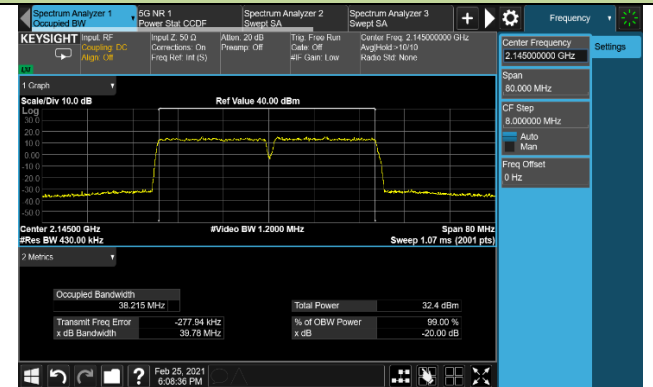 Spectrum Analyzer 1
Occupied BW
5G NR 1
Power Stat CCDF
Spectrum Analyzer 2
Swept SA
Spectrum Analyzer 3
Swept SA
+
Frequency
KEYSIGHT
Input: RF
Coupling: DC
Align: Off
Input Z: 50 Ω
Corrections: On
Freq Ref: Int (S)
Atten: 20 dB
Preamp: Off
Trig: Free Run
Gate: Off
#IF Gain: Low
Center Freq: 2.145000000 GHz
Avg|Hold:>10/10
Radio Std: None
Center Frequency
2.145000000 GHz
Settings
Span
80.000 MHz
CF Step
8.000000 MHz
Auto
Man
Freq Offset
0 Hz
1 Graph
Scale/Div 10.0 dB
Ref Value 40.00 dBm
Log
30.0
20.0
10.0
0.00
-10.0
-20.0
-30.0
-40.0
-50.0
Center 2.14500 GHz
#Video BW 1.2000 MHz
Span 80 MHz
#Res BW 430.00 kHz
Sweep 1.07 ms (2001 pts)
2 Metrics
Occupied Bandwidth
38.215 MHz
Total Power
32.4 dBm
Transmit Freq Error
-277.94 kHz
% of OBW Power
99.00 %
x dB Bandwidth
39.78 MHz
x dB
-20.00 dB
?
Feb 25, 2021
6:08:36 PM